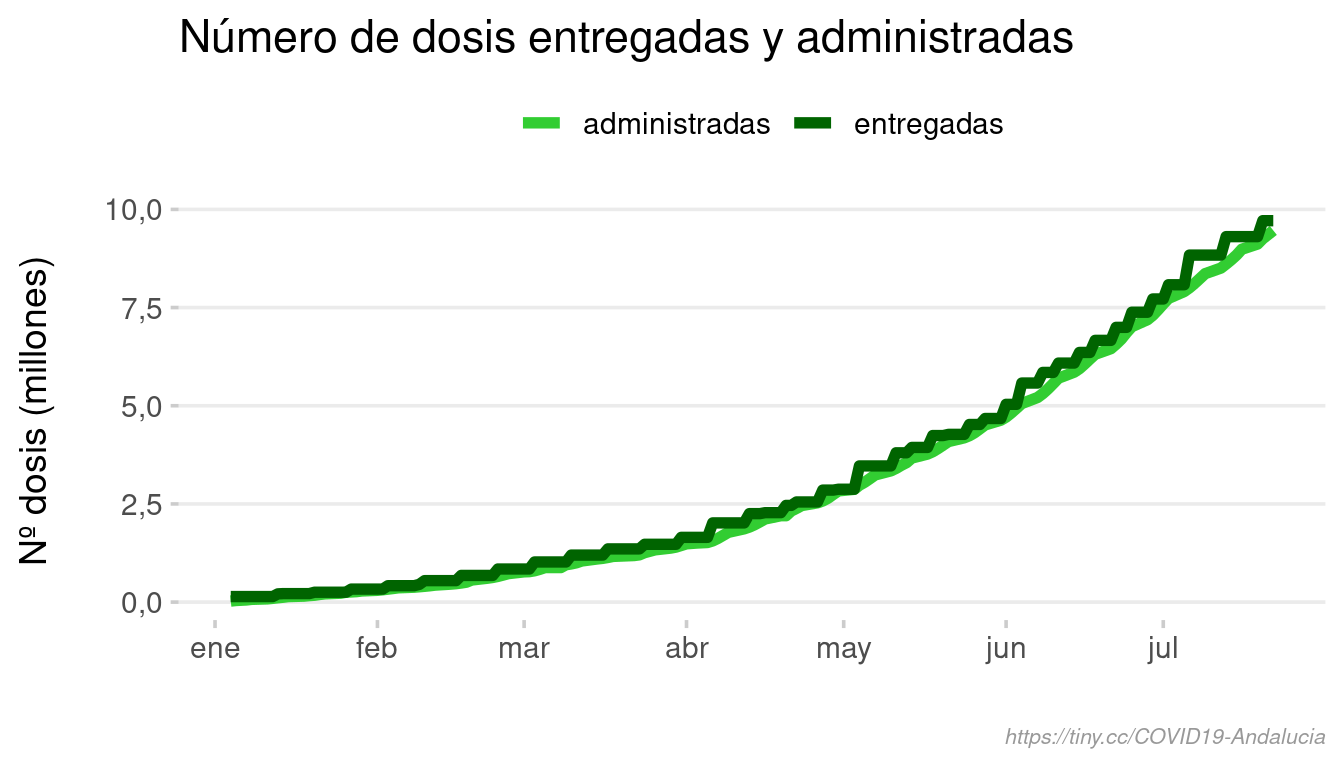 Número de dosis entregadas y administradas
administradas entregadas
Nº dosis (millones)
10,0
7,5
5,0
2,5
0,0
ene feb mar abr may jun jul
https://tiny.cc/COVID19-Andalucia